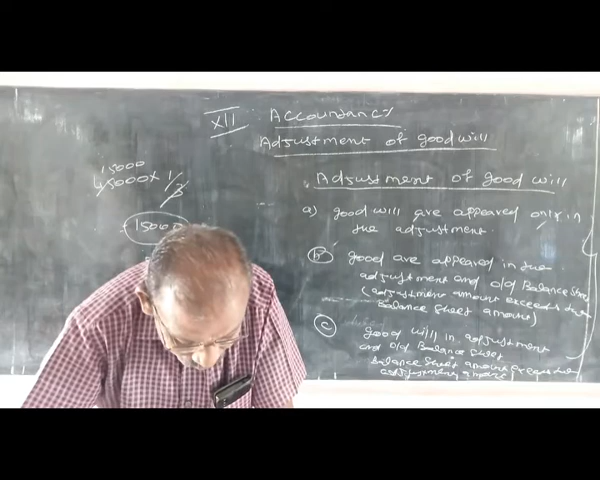 XII Accountancy
Adjustment of goodwill
Adjustment of good will
15000
45000 x 1/3
15000
a) good will are appeared only in
the adjustment.
b) good are appeared in the
adjustment and old Balance Sheet
(adjustment amount exceeds the
Balance Sheet amount)
c) good will in adjustment
and old Balance Sheet
Balance Sheet amount exceeds the
adjustment amount